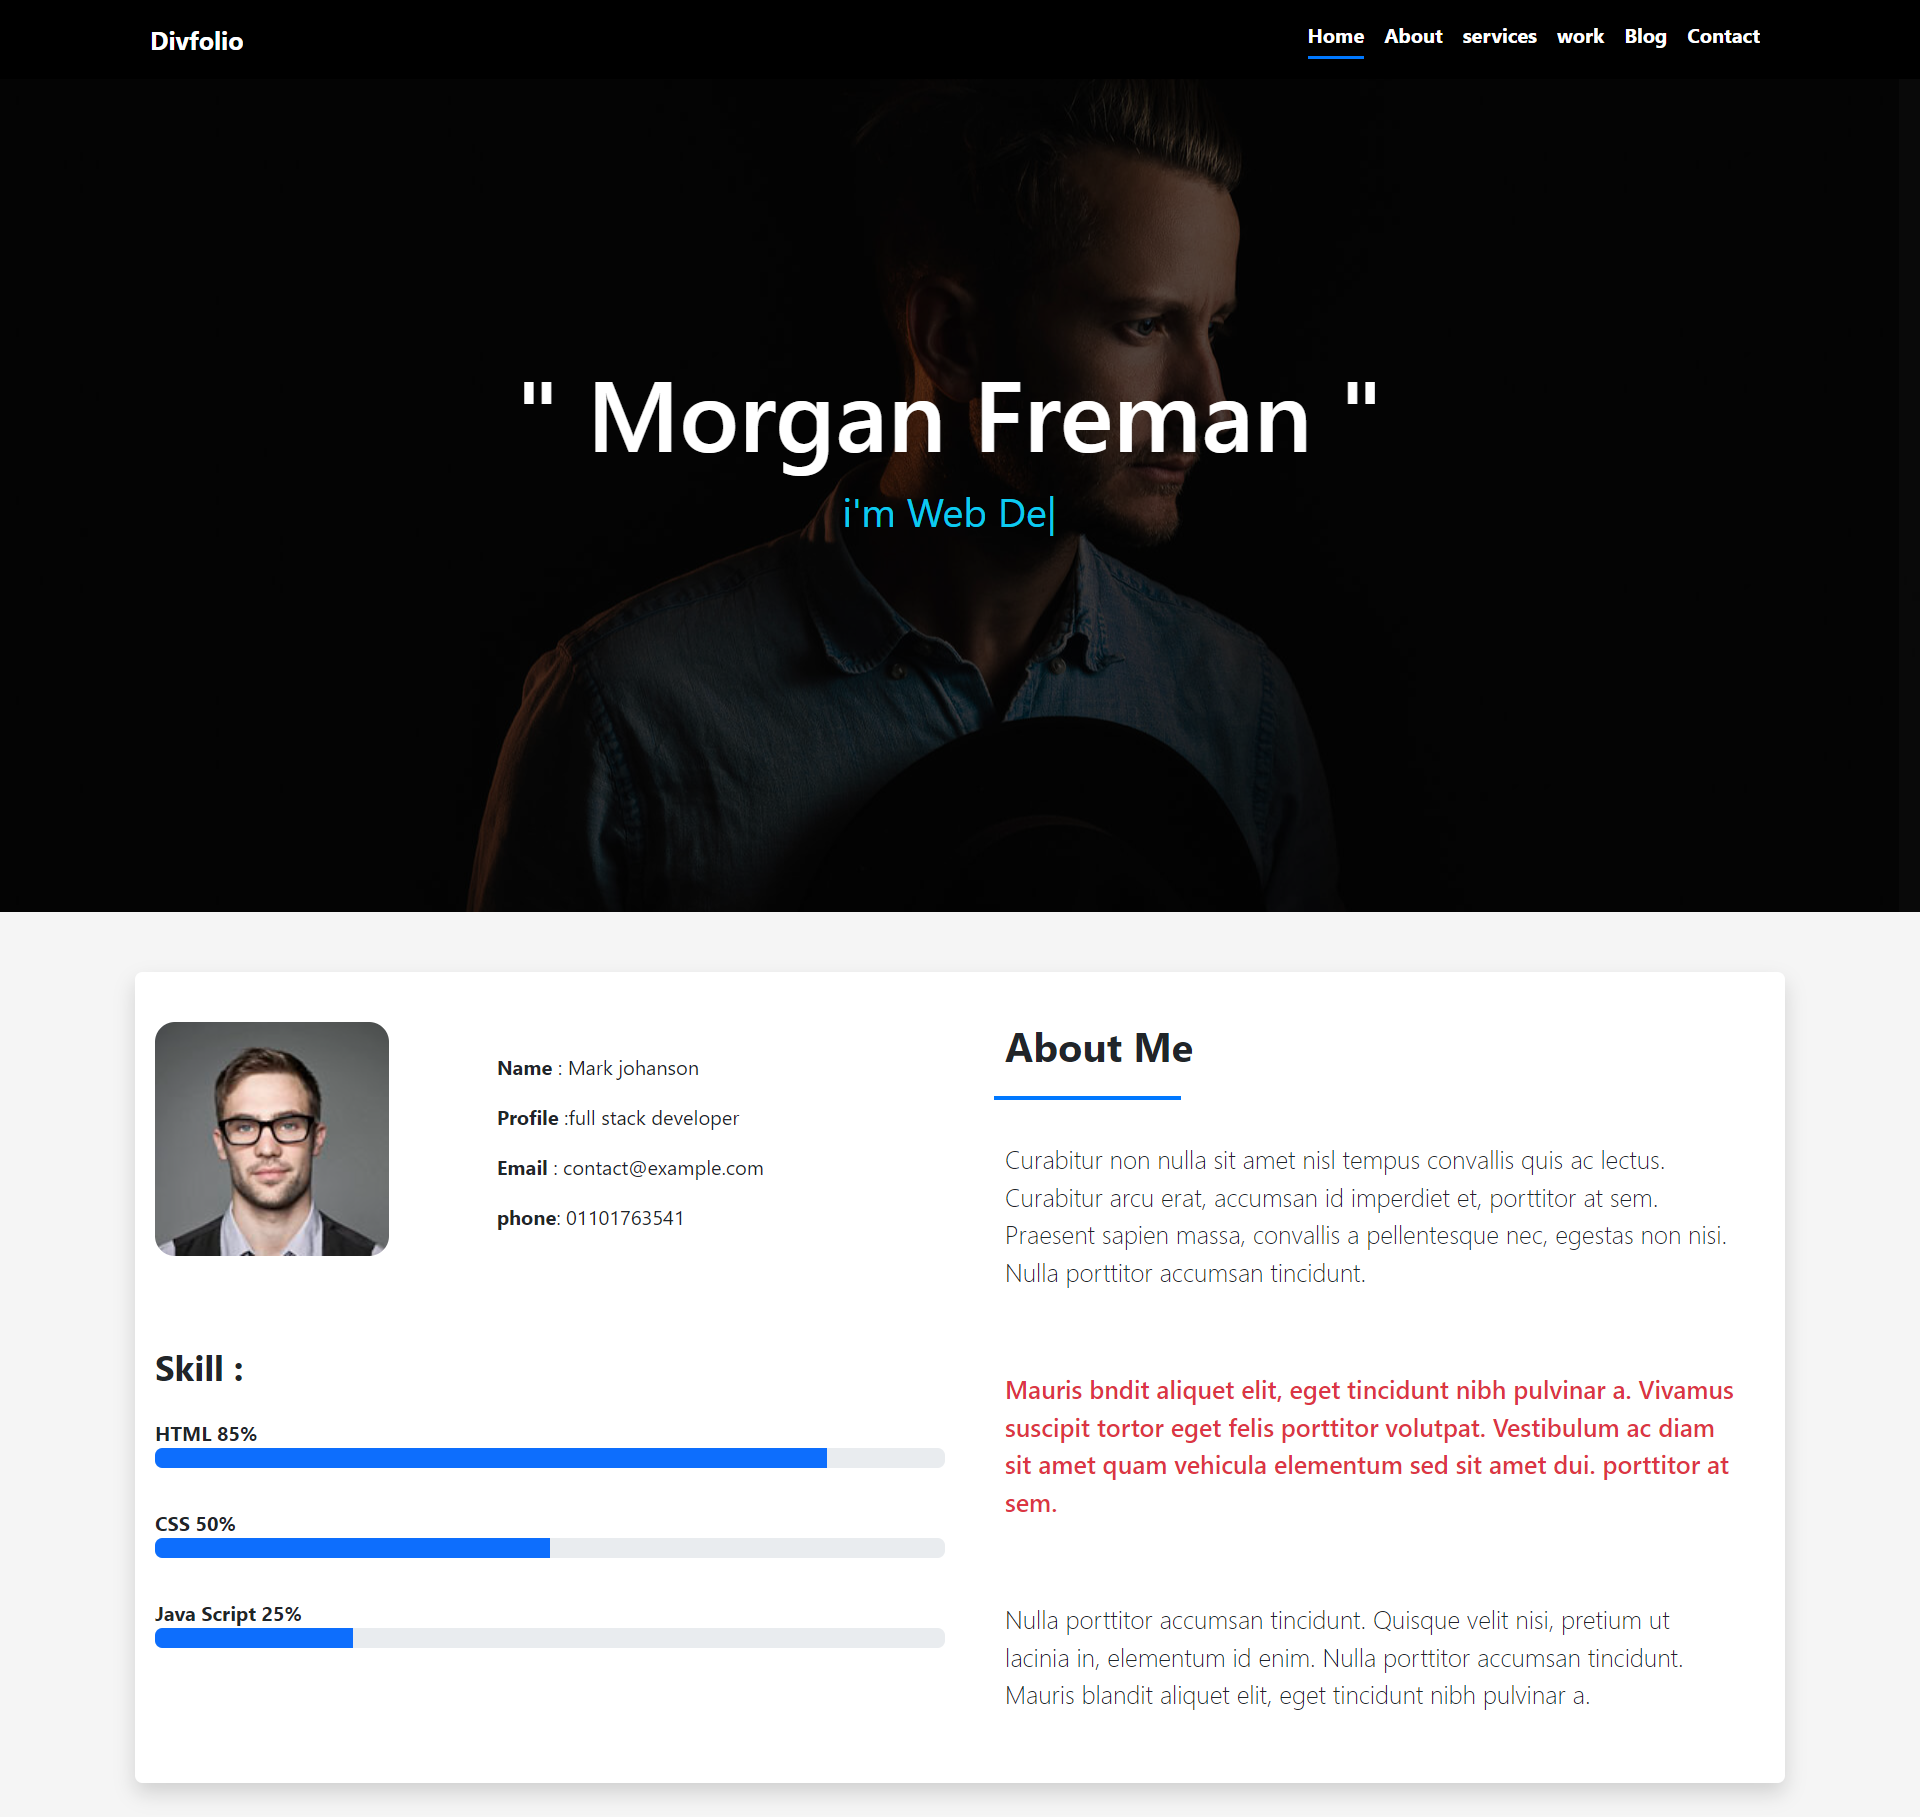 Divfolio
Home About services work Blog Contact
" Morgan Freman "
i'm Web De|
Name : Mark johanson
Profile :full stack developer
Email : contact@example.com
phone: 01101763541
Skill :
HTML 85%
CSS 50%
Java Script 25%
About Me
Curabitur non nulla sit amet nisl tempus convallis quis ac lectus.
Curabitur arcu erat, accumsan id imperdiet et, porttitor at sem.
Praesent sapien massa, convallis a pellentesque nec, egestas non nisi.
Nulla porttitor accumsan tincidunt.
Mauris bndit aliquet elit, eget tincidunt nibh pulvinar a. Vivamus
suscipit tortor eget felis porttitor volutpat. Vestibulum ac diam
sit amet quam vehicula elementum sed sit amet dui. porttitor at
sem.
Nulla porttitor accumsan tincidunt. Quisque velit nisi, pretium ut
lacinia in, elementum id enim. Nulla porttitor accumsan tincidunt.
Mauris blandit aliquet elit, eget tincidunt nibh pulvinar a.